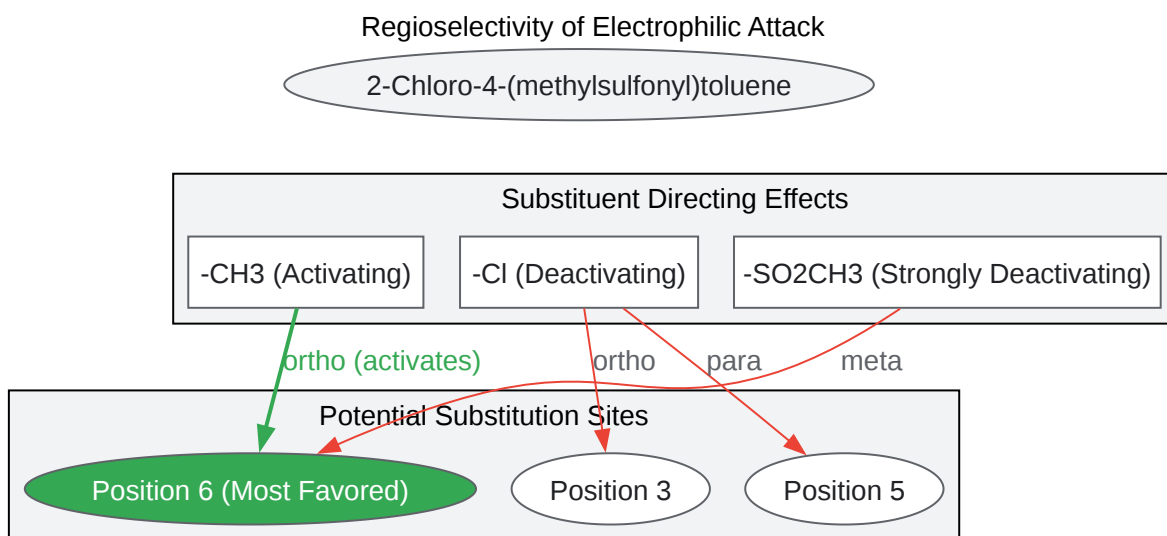 Regioselectivity of Electrophilic Attack
2-Chloro-4-(methylsulfonyl)toluene
Substituent Directing Effects
-CH3 (Activating)
-Cl (Deactivating)
-SO2CH3 (Strongly Deactivating)
ortho (activates)
ortho
para
meta
Potential Substitution Sites
Position 6 (Most Favored)
Position 3
Position 5